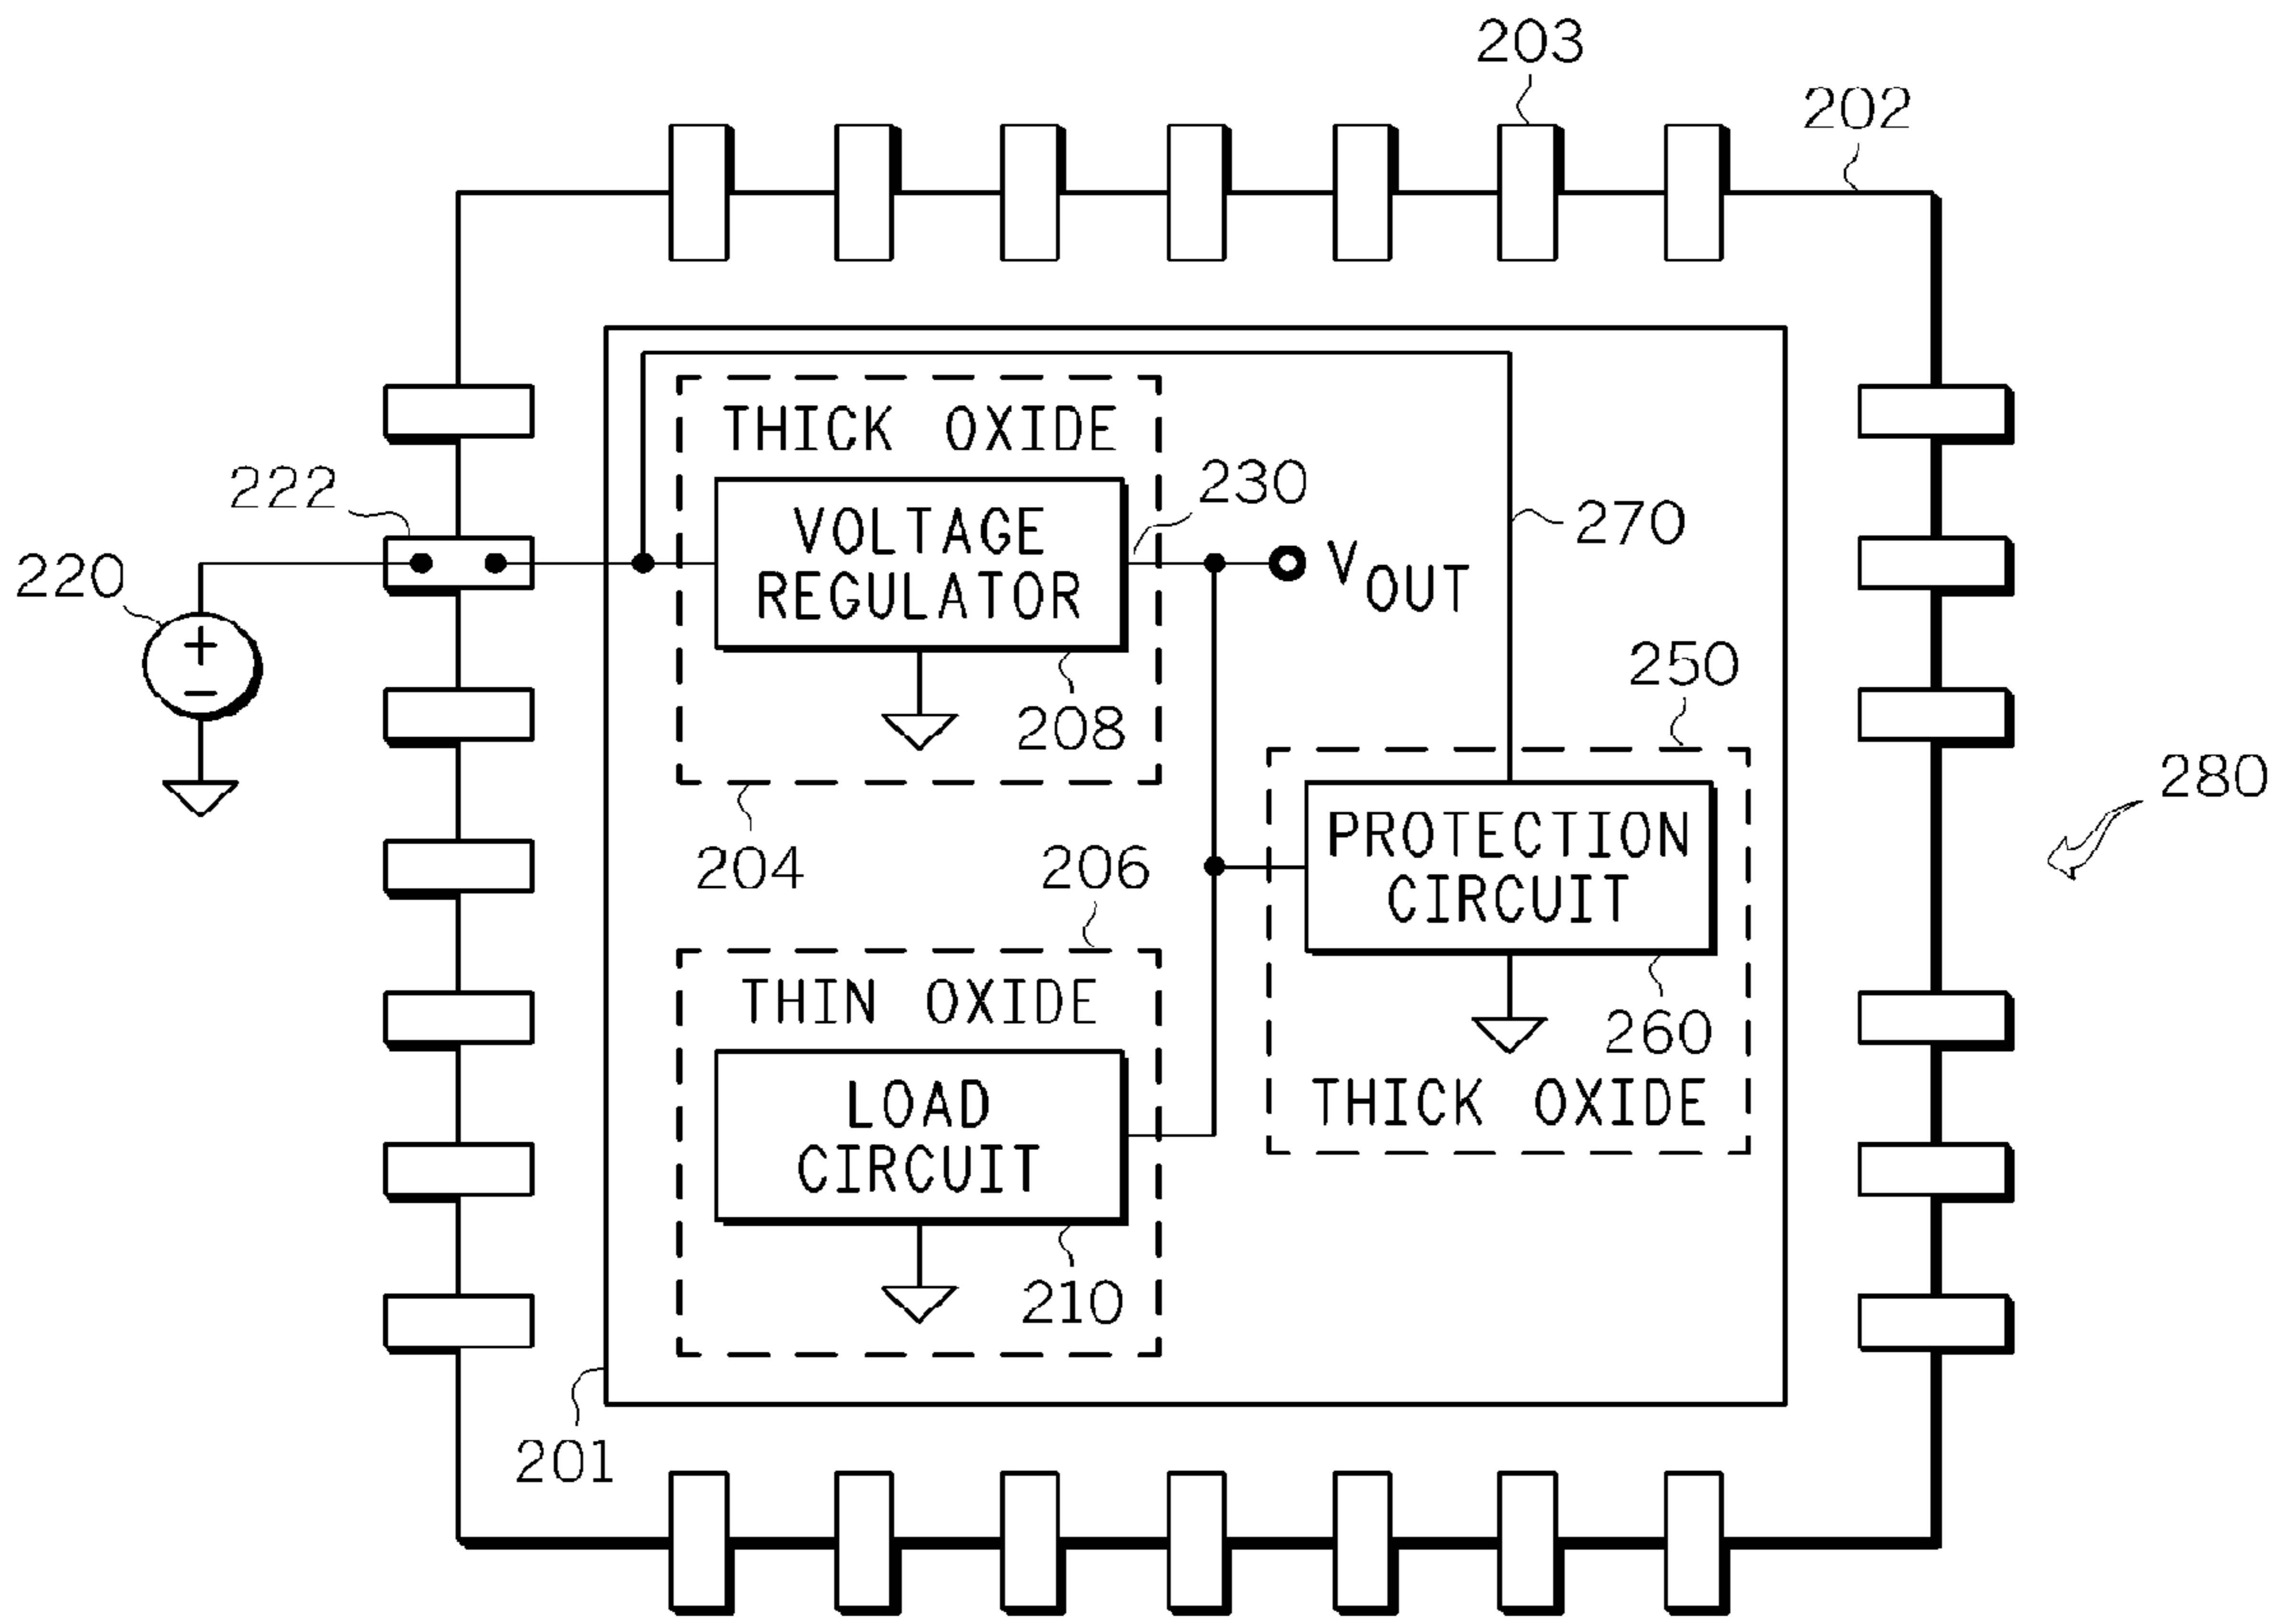 203
202
THICK OXIDE
222
230
270
VOLTAGE
REGULATOR
220
VOUT
+
−
250
208
280
204
206
PROTECTION
CIRCUIT
THIN OXIDE
260
LOAD
CIRCUIT
THICK OXIDE
210
201